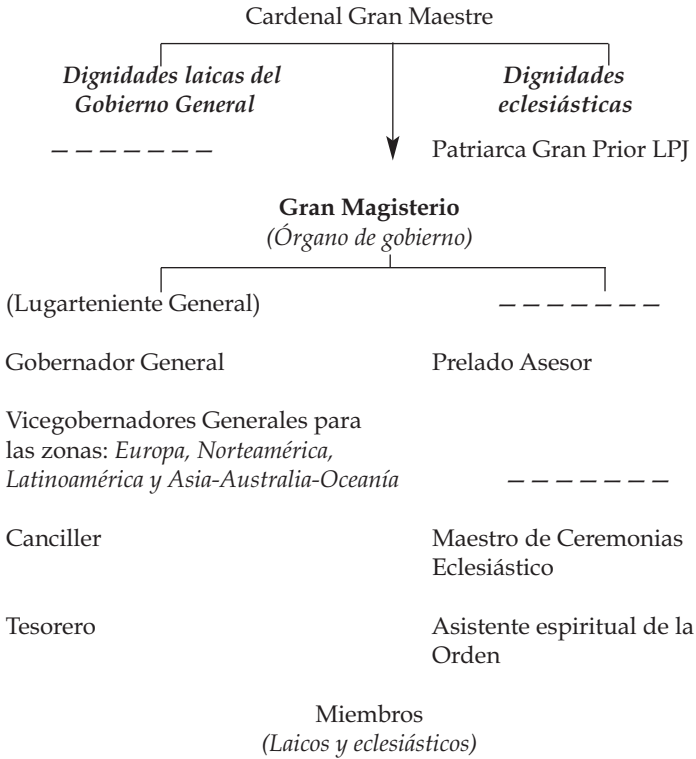 Cardenal Gran Maestre
Dignidades laicas del
Gobierno General
Dignidades
eclesiásticas
– – – – – – –
Patriarca Gran Prior LPJ
Gran Magisterio
(Órgano de gobierno)
(Lugarteniente General)
– – – – – – –
Gobernador General
Prelado Asesor
Vicegobernadores Generales para
las zonas: Europa, Norteamérica,
Latinoamérica y Asia-Australia-Oceanía
– – – – – – –
Canciller
Maestro de Ceremonias
Eclesiástico
Tesorero
Asistente espiritual de la
Orden
Miembros
(Laicos y eclesiásticos)